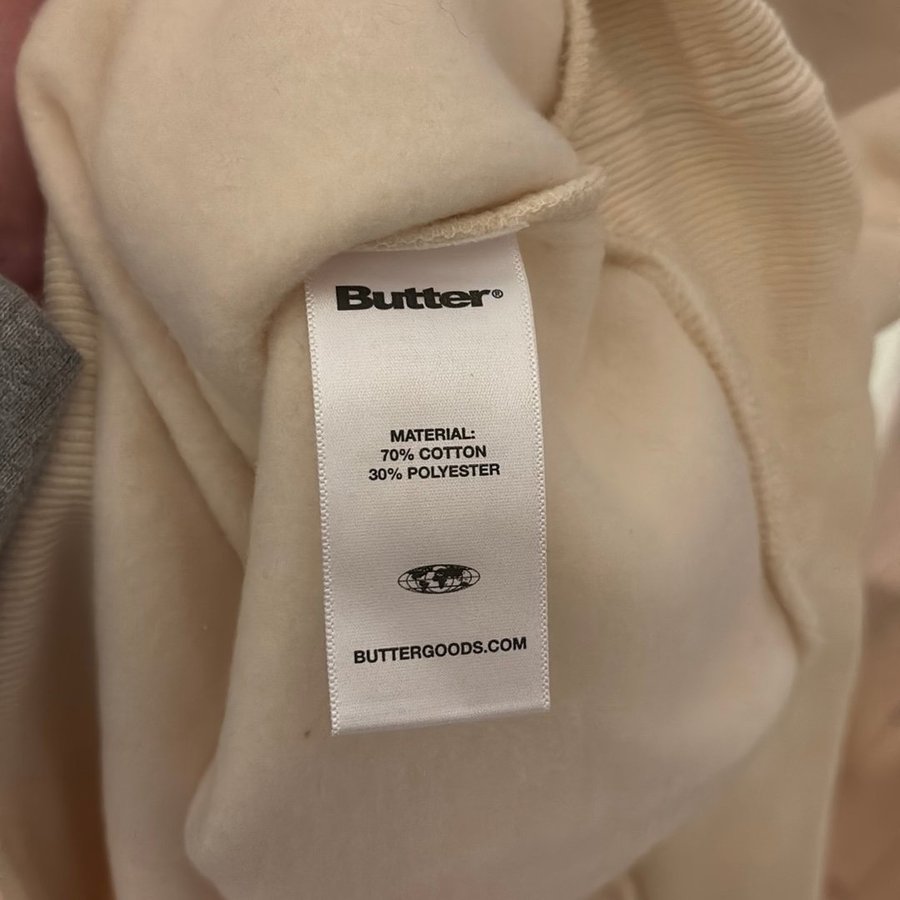 Butter®
MATERIAL:
70% COTTON
30% POLYESTER
BUTTERGOODS.COM